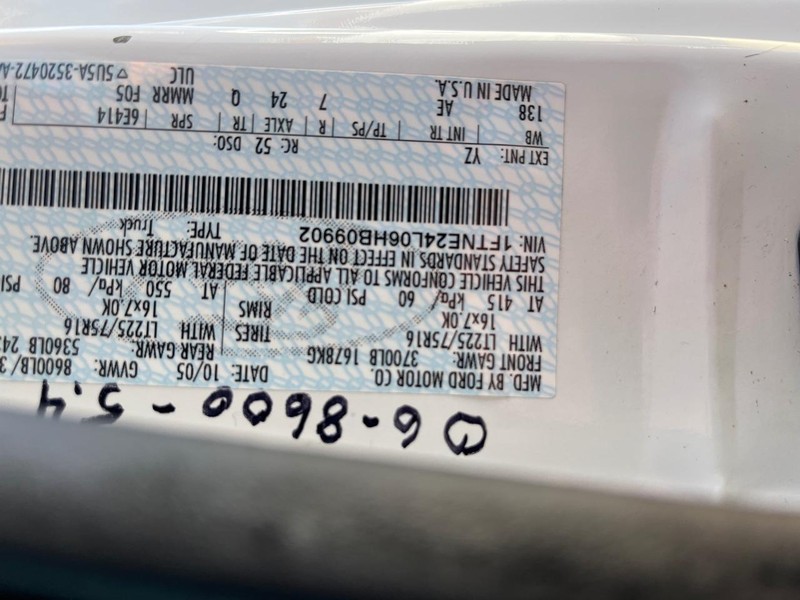 06-8600-5.4
MFD. BY FORD MOTOR CO.
DATE: 10/05 GVWR: 8600LB/3
FRONT GAWR: 3700LB 1678KG REAR GAWR: 5360LB 243
WITH LT225/75R16 TIRES WITH LT225/75R16
16x7.0K RIMS 16x7.0K
AT 415 kPa/ 60 PSI COLD AT 550 kPa/ 80 PSI
THIS VEHICLE CONFORMS TO ALL APPLICABLE FEDERAL MOTOR VEHICLE
SAFETY STANDARDS IN EFFECT ON THE DATE OF MANUFACTURE SHOWN ABOVE.
VIN: 1FTNE24L06HB09902 TYPE: Truck
EXT PNT: YZ RC: 52 DSO:
WB INT TR TP/PS R AXLE TR SPR 6E414
138 AE 7 24 Q MMRR F05
MADE IN U.S.A. ULC ▽ 5U5A-3520472-A